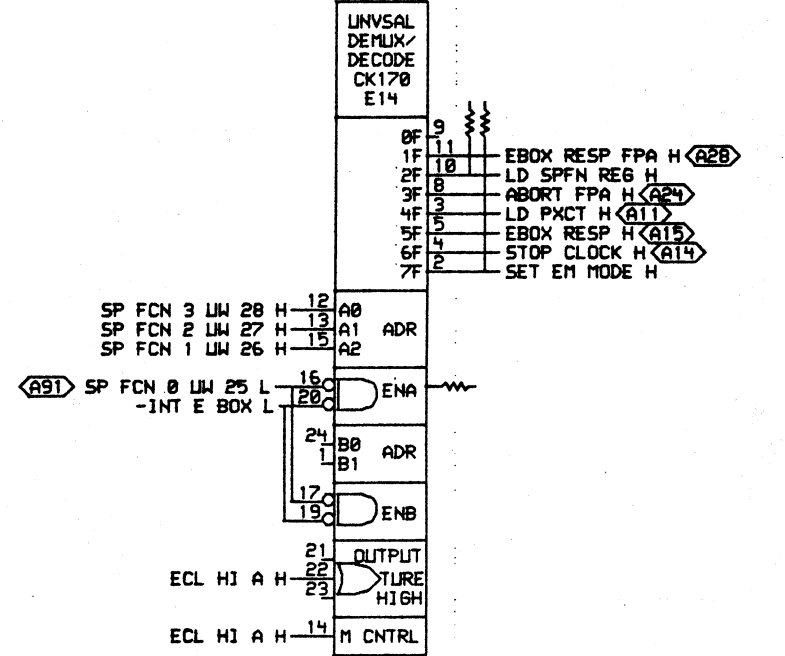 UNVSAL
DEMUX/
DECODE
CK170
E14
0F 9
1F 11 EBOX RESP FPA H A28
2F 10 LD SPFN REG H
3F 8 ABORT FPA H A24
4F 3 LD PXCT H A11
5F 5 EBOX RESP H A15
6F 4 STOP CLOCK H A14
7F 2 SET EM MODE H
SP FCN 3 UW 28 H 12 A0
SP FCN 2 UW 27 H 13 A1 ADR
SP FCN 1 UW 26 H 15 A2
A91 SP FCN 0 UW 25 L 16 ENA
-INT E BOX L 20
24 B0 ADR
1 B1
17 ENB
19
21 OUTPUT
ECL HI A H 22 TURE
23 HIGH
ECL HI A H 14 M CNTRL